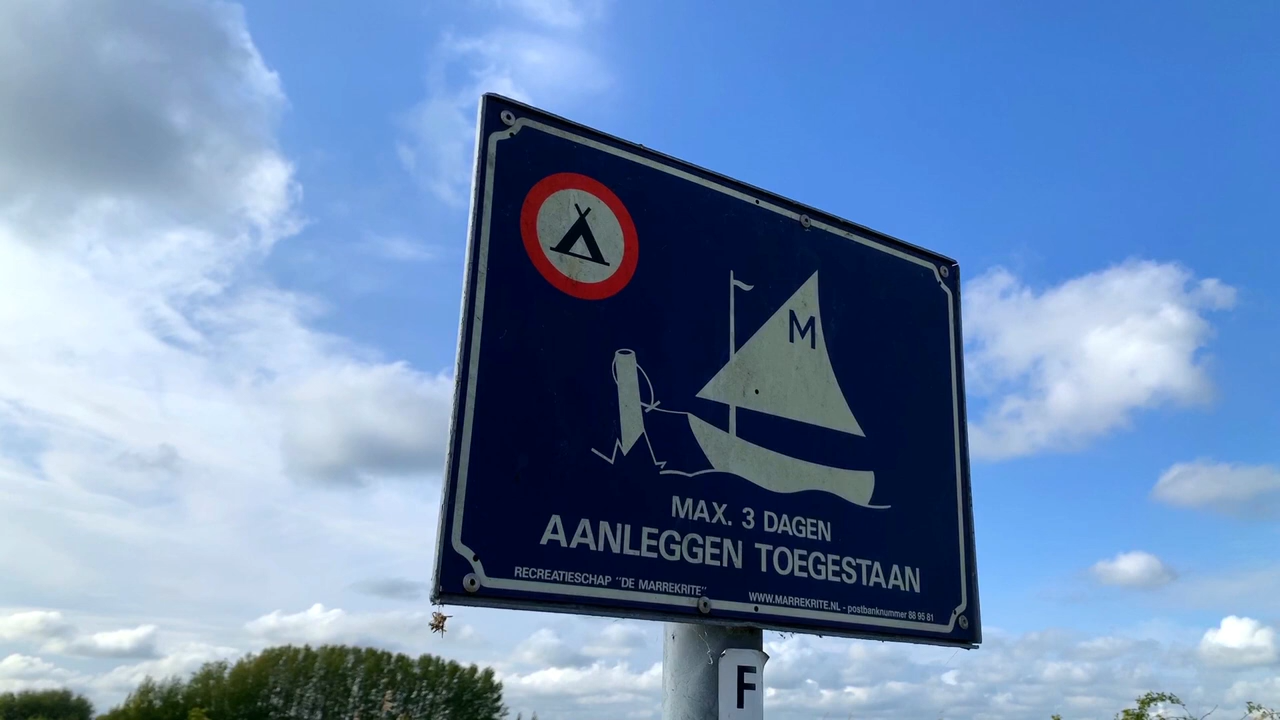 M
MAX. 3 DAGEN
AANLEGGEN TOEGESTAAN
RECREATIESCHAP "DE MARREKRITE" WWW.MARREKRITE.NL - postbanknummer 88 95 81
F